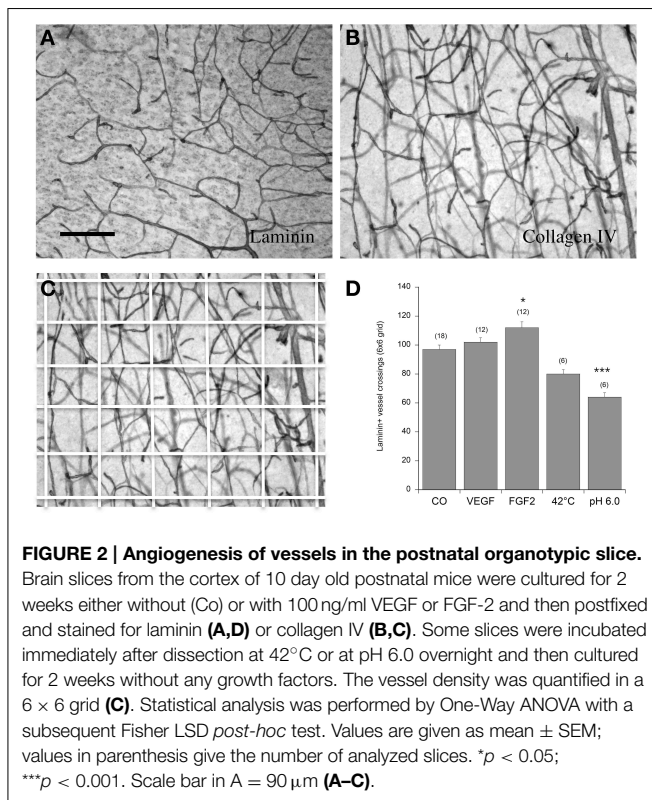 A
B
Laminin
Collagen IV
C
D
Laminin+ vessel crossings (6x6 grid)
140
120
100
80
60
40
20
0
(18)
(12)
*
(12)
(6)
***
(6)
CO
VEGF
FGF2
42°C
pH 6.0
FIGURE 2 | Angiogenesis of vessels in the postnatal organotypic slice.
Brain slices from the cortex of 10 day old postnatal mice were cultured for 2
weeks either without (Co) or with 100 ng/ml VEGF or FGF-2 and then postfixed
and stained for laminin (A,D) or collagen IV (B,C). Some slices were incubated
immediately after dissection at 42°C or at pH 6.0 overnight and then cultured
for 2 weeks without any growth factors. The vessel density was quantified in a
6 × 6 grid (C). Statistical analysis was performed by One-Way ANOVA with a
subsequent Fisher LSD post-hoc test. Values are given as mean ± SEM;
values in parenthesis give the number of analyzed slices. *p < 0.05;
***p < 0.001. Scale bar in A = 90 μm (A–C).